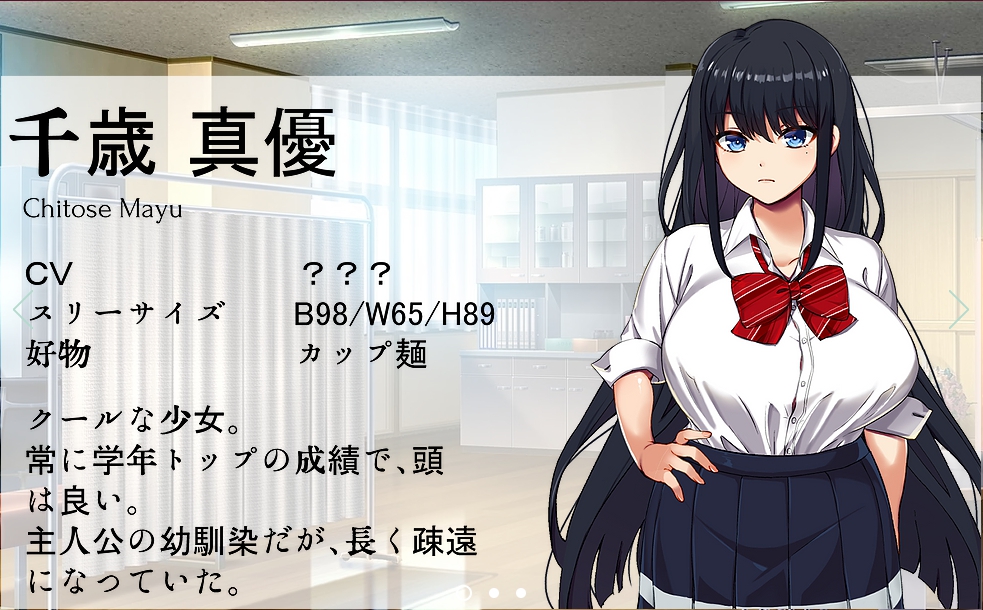 千歳 真優
Chitose Mayu
CV ？？？
スリーサイズ B98/W65/H89
好物 カップ麺
クールな少女。
常に学年トップの成績で、頭
は良い。
主人公の幼馴染だが、長く疎遠
になっていた。